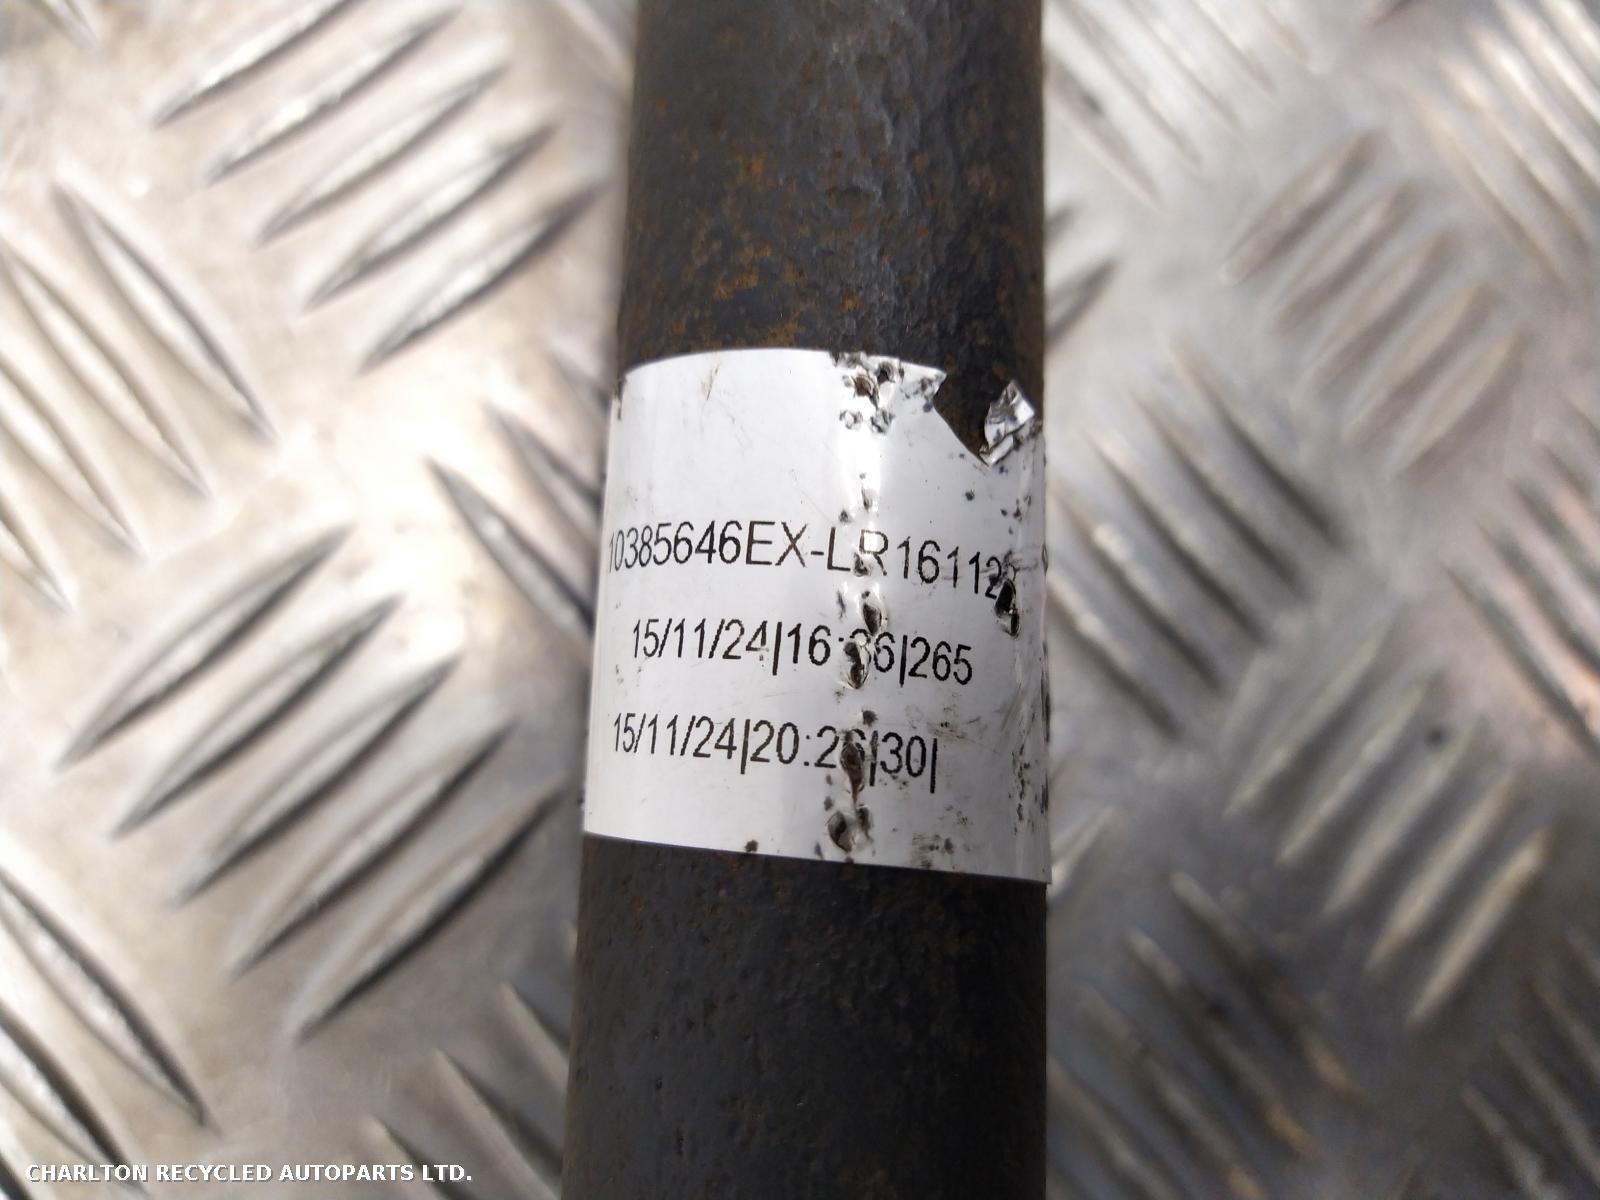 10385646EX-LR16112
15/11/24|16:36|265
15/11/24|20:26|30|
CHARLTON RECYCLED AUTOPARTS LTD.